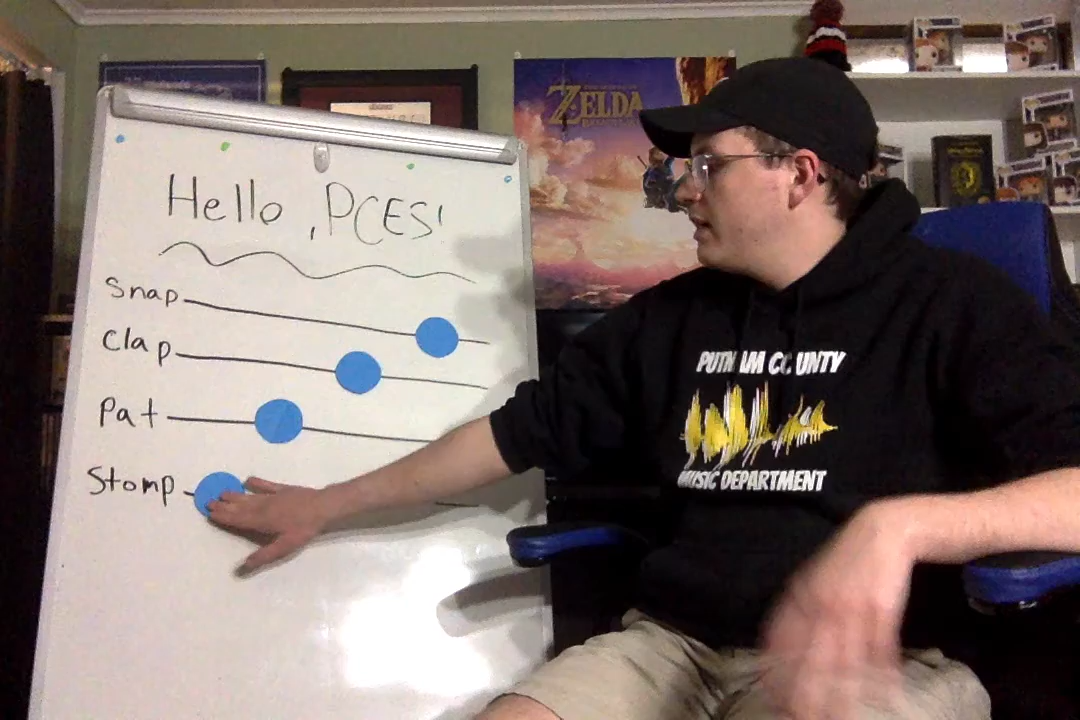 Hello, PCES!
Snap
Clap
Pat
Stomp
ZELDA
PUTNAM COUNTY
MUSIC DEPARTMENT